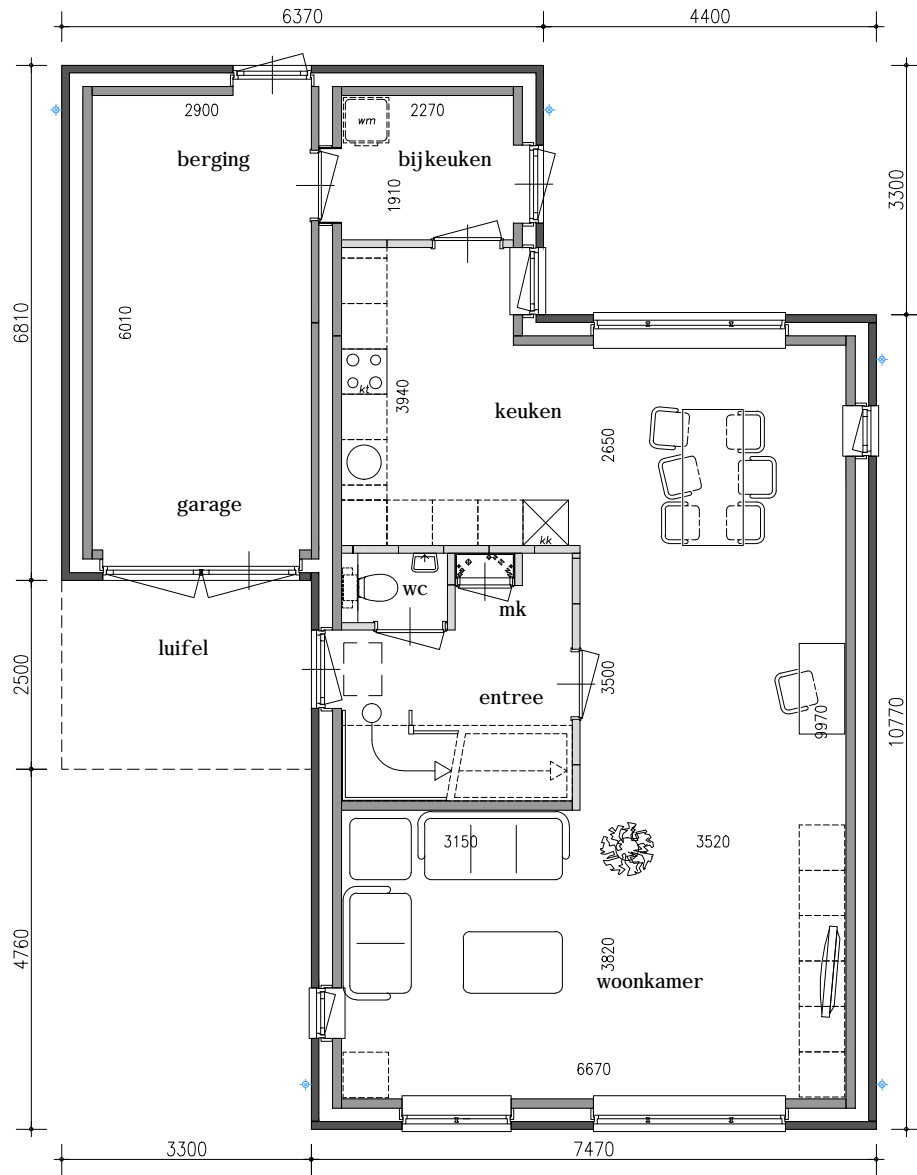 6370
4400
2900
wm
2270
berging
bijkeuken
1910
3300
6810
6010
kt
3940
keuken
2650
garage
kk
wc
mk
luifel
2500
entree
3500
9970
10770
3150
3520
4760
3820
woonkamer
6670
3300
7470